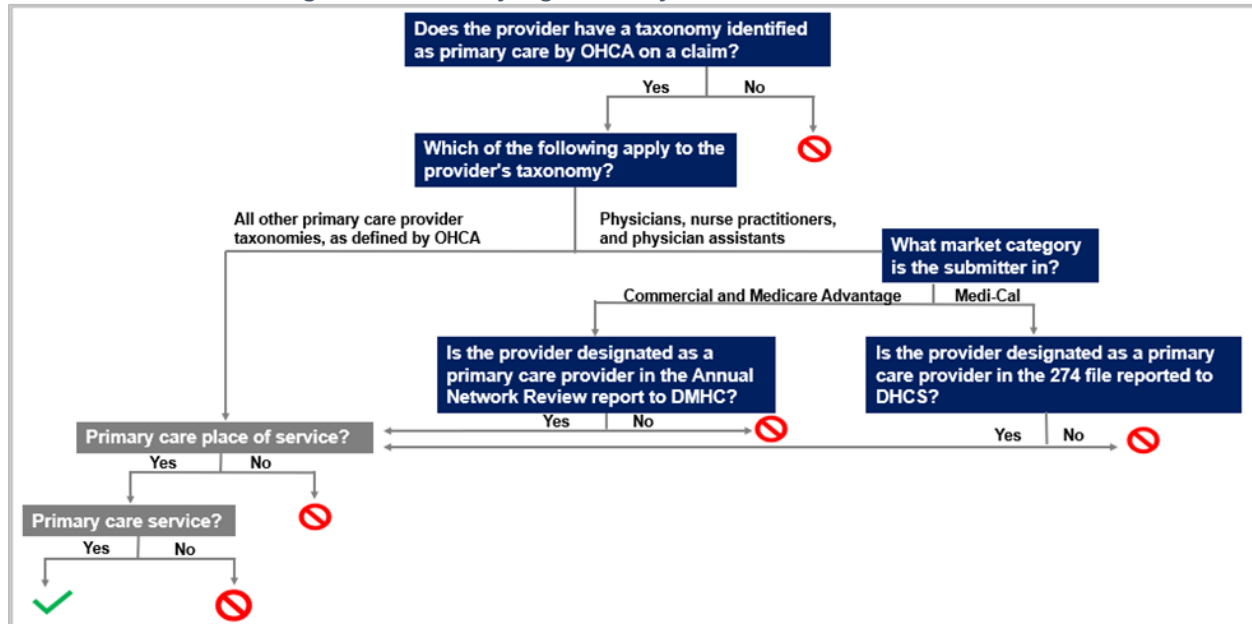 Does the provider have a taxonomy identified
as primary care by OHCA on a claim?
Yes
No
Which of the following apply to the
provider's taxonomy?
All other primary care provider
taxonomies, as defined by OHCA
Physicians, nurse practitioners,
and physician assistants
What market category
is the submitter in?
Commercial and Medicare Advantage
Medi-Cal
Is the provider designated as a
primary care provider in the Annual
Network Review report to DMHC?
Is the provider designated as a primary
care provider in the 274 file reported to
DHCS?
Yes
No
Yes
No
Primary care place of service?
Yes
No
Primary care service?
Yes
No